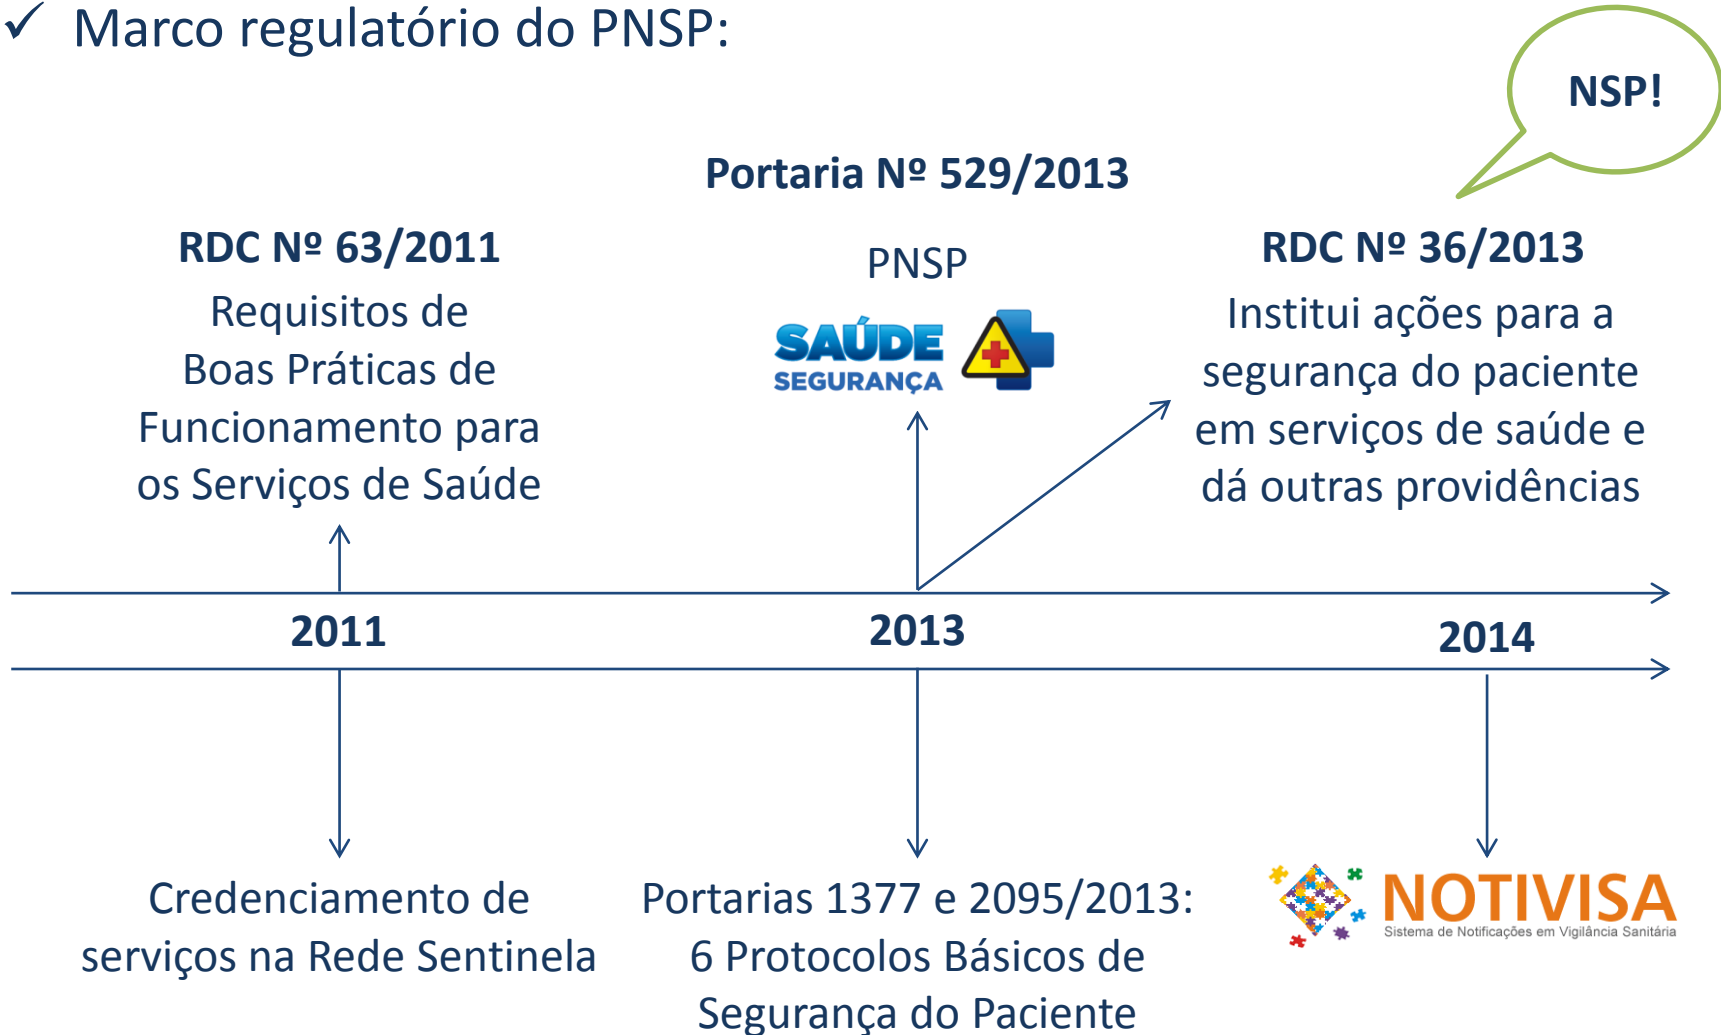 ✓ Marco regulatório do PNSP:
NSP!
Portaria Nº 529/2013
PNSP
SAÚDE
SEGURANÇA
RDC Nº 63/2011
Requisitos de
Boas Práticas de
Funcionamento para
os Serviços de Saúde
RDC Nº 36/2013
Institui ações para a
segurança do paciente
em serviços de saúde e
dá outras providências
2011
2013
2014
Credenciamento de
serviços na Rede Sentinela
Portarias 1377 e 2095/2013:
6 Protocolos Básicos de
Segurança do Paciente
NOTIVISA
Sistema de Notificações em Vigilância Sanitária